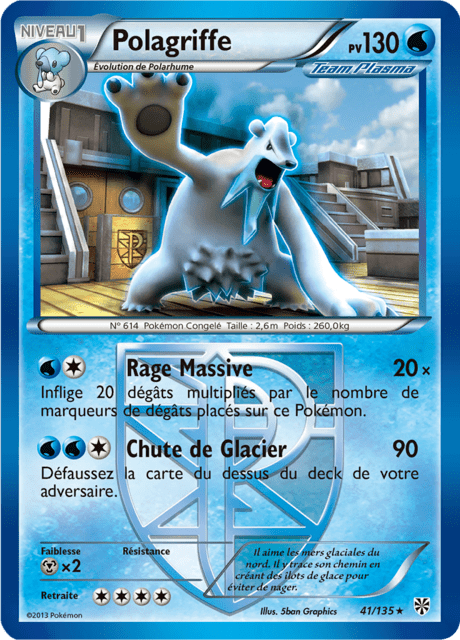 NIVEAU 1
Polagriffe
PV 130
Évolution de Polarhume
Team Plasma
N° 614 Pokémon Congelé Taille : 2,6m Poids : 260,0kg
Rage Massive 20×
Inflige 20 dégâts multipliés par le nombre de
marqueurs de dégâts placés sur ce Pokémon.
Chute de Glacier 90
Défaussez la carte du dessus du deck de votre
adversaire.
Faiblesse Résistance
×2
Retraite
Il aime les mers glaciales du
nord. Il y trace son chemin en
créant des îlots de glace pour
éviter de nager.
©2013 Pokémon
Illus. 5ban Graphics
41/135★